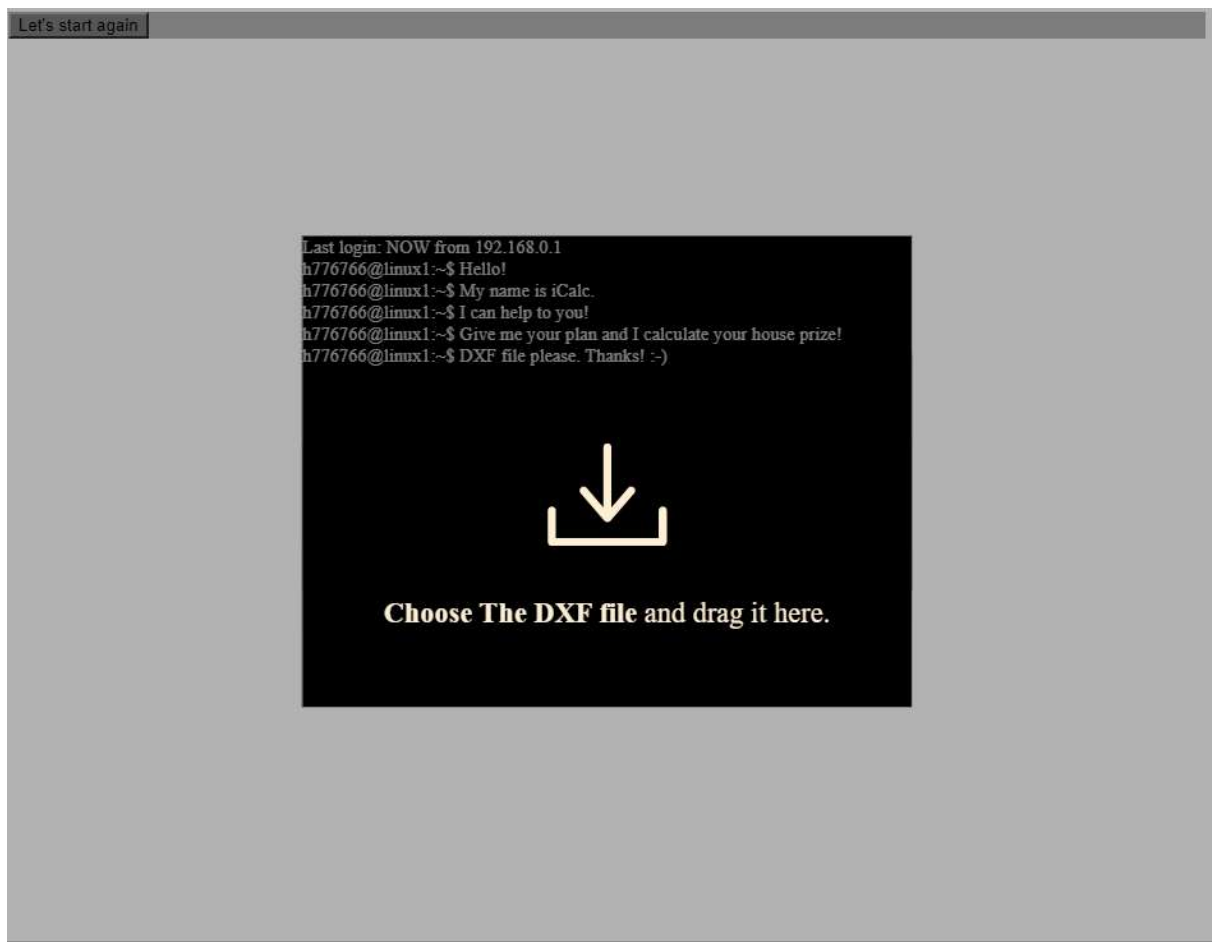 Let's start again
Last login: NOW from 192.168.0.1
h776766@linux1:~$ Hello!
h776766@linux1:~$ My name is iCalc.
h776766@linux1:~$ I can help to you!
h776766@linux1:~$ Give me your plan and I calculate your house prize!
h776766@linux1:~$ DXF file please. Thanks! :-)
Choose The DXF file and drag it here.